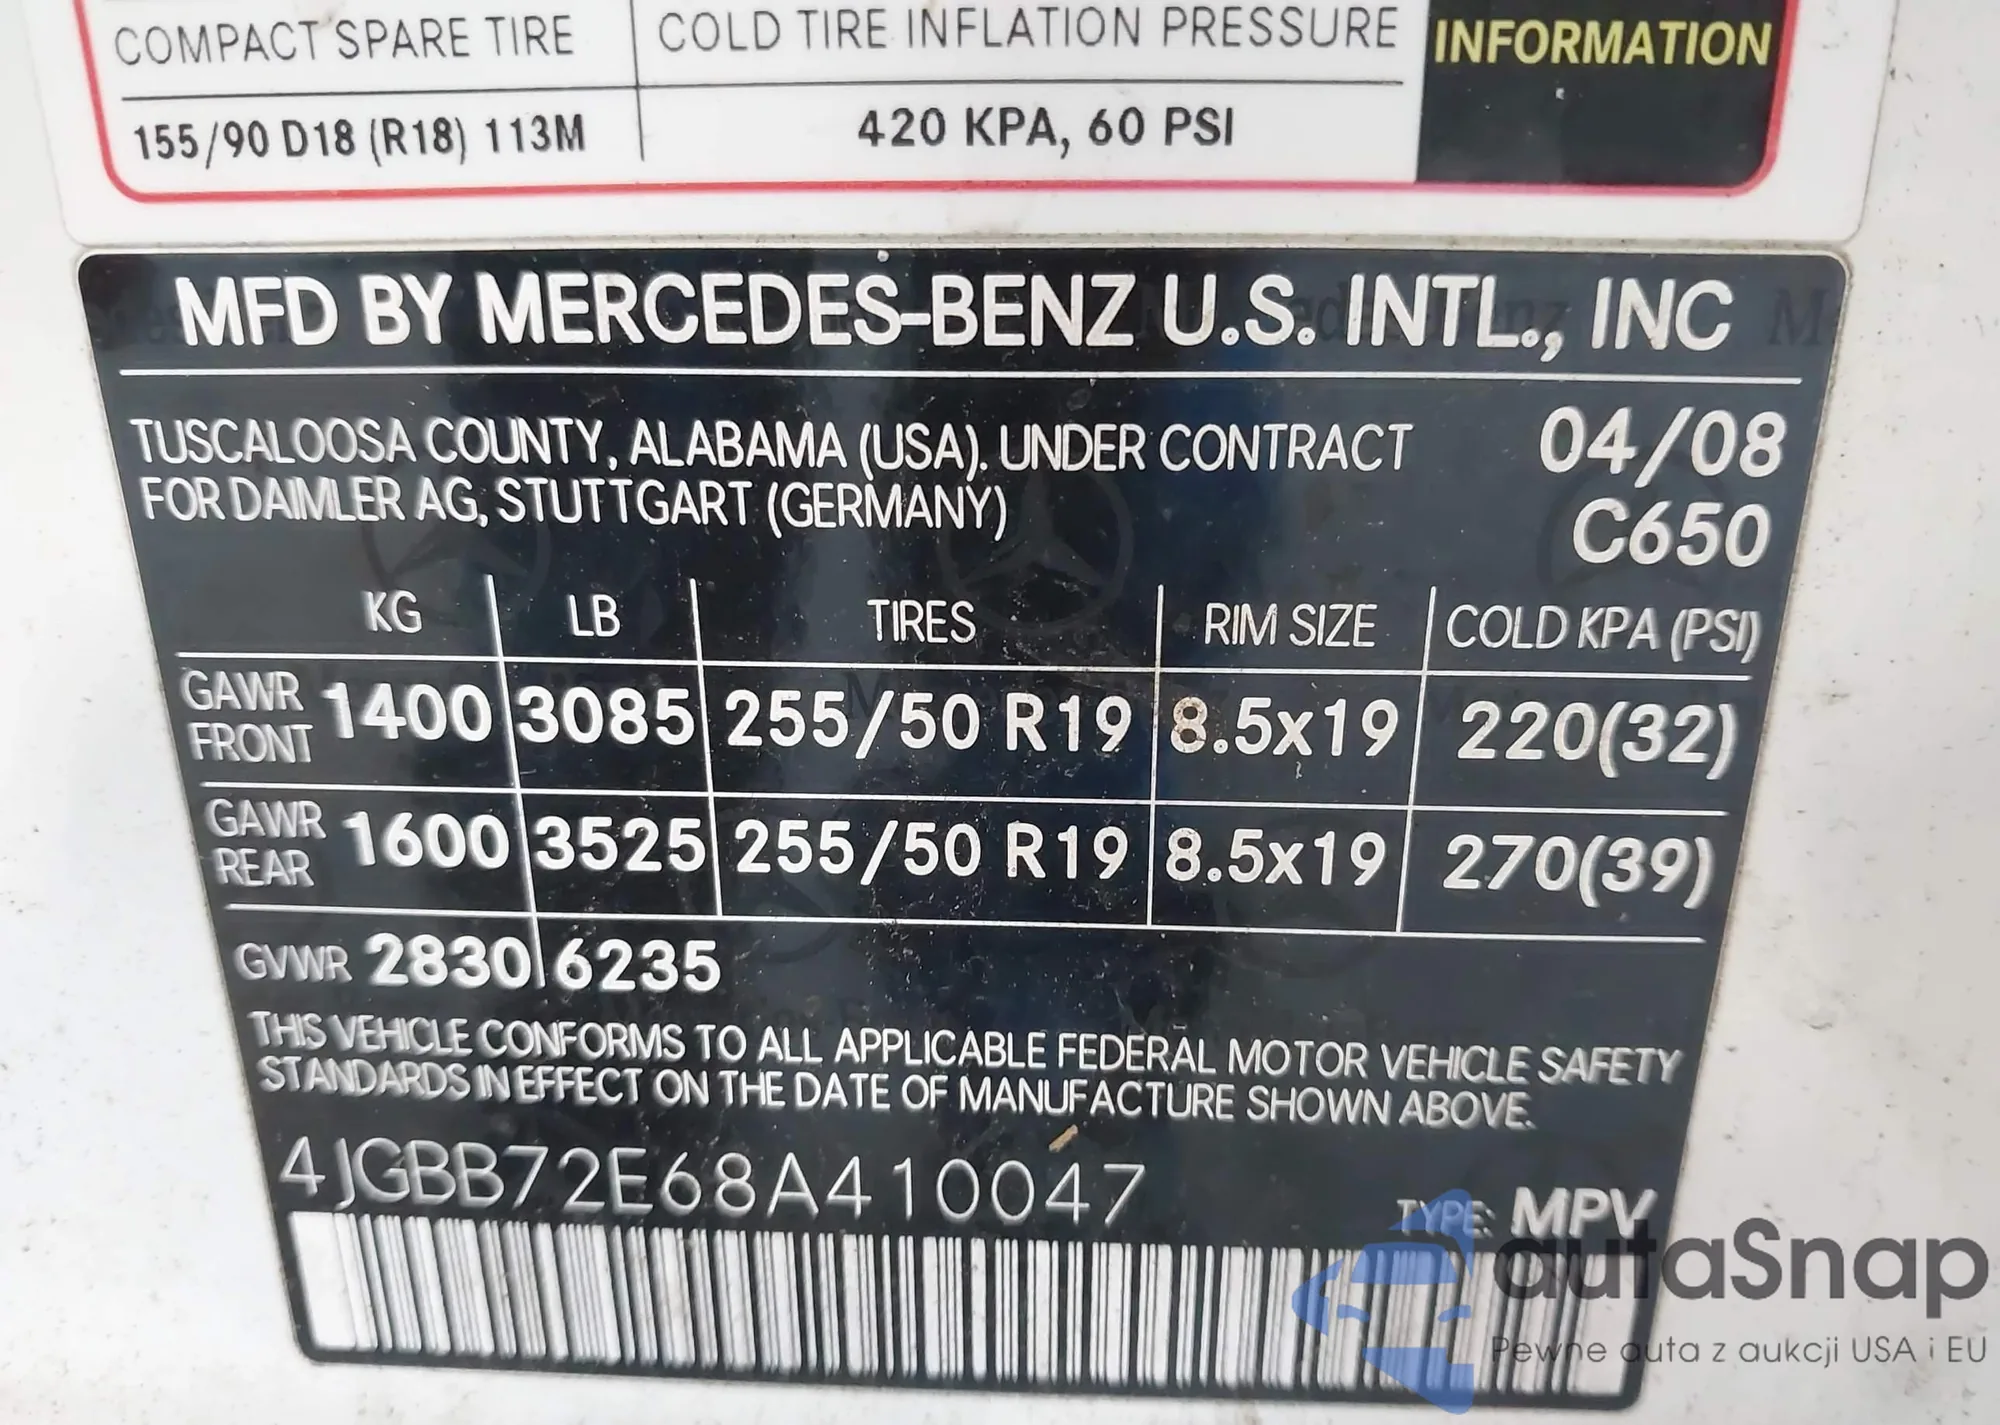 COMPACT SPARE TIRE COLD TIRE INFLATION PRESSURE INFORMATION
155/90 D18 (R18) 113M 420 KPA, 60 PSI
MFD BY MERCEDES-BENZ U.S. INTL., INC
TUSCALOOSA COUNTY, ALABAMA (USA). UNDER CONTRACT 04/08
FOR DAIMLER AG, STUTTGART (GERMANY) C650
KG LB TIRES RIM SIZE COLD KPA (PSI)
GAWR FRONT 1400 3085 255/50 R19 8.5x19 220(32)
GAWR REAR 1600 3525 255/50 R19 8.5x19 270(39)
GVWR 2830 6235
THIS VEHICLE CONFORMS TO ALL APPLICABLE FEDERAL MOTOR VEHICLE SAFETY
STANDARDS IN EFFECT ON THE DATE OF MANUFACTURE SHOWN ABOVE.
4JGBB72E68A410047
TYPE: MPV
autaSnap
Pewne auta z aukcji USA i EU